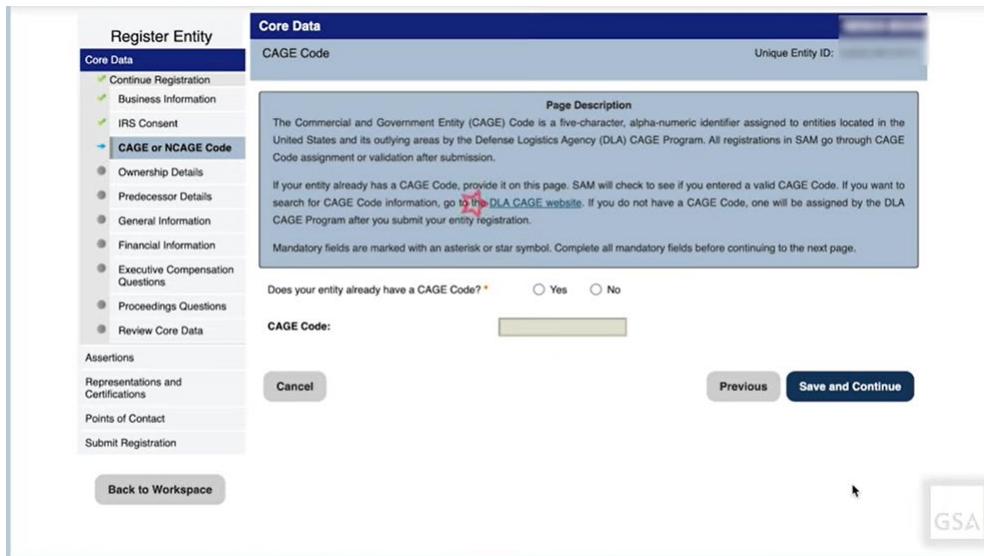 Register Entity
Core Data
Continue Registration
Business Information
IRS Consent
CAGE or NCAGE Code
Ownership Details
Predecessor Details
General Information
Financial Information
Executive Compensation
Questions
Proceedings Questions
Review Core Data
Assertions
Representations and
Certifications
Points of Contact
Submit Registration
Back to Workspace
Core Data
CAGE Code
Unique Entity ID:
Page Description
The Commercial and Government Entity (CAGE) Code is a five-character, alpha-numeric identifier assigned to entities located in the
United States and its outlying areas by the Defense Logistics Agency (DLA) CAGE Program. All registrations in SAM go through CAGE
Code assignment or validation after submission.
If your entity already has a CAGE Code, provide it on this page. SAM will check to see if you entered a valid CAGE Code. If you want to
search for CAGE Code information, go to the DLA CAGE website. If you do not have a CAGE Code, one will be assigned by the DLA
CAGE Program after you submit your entity registration.
Mandatory fields are marked with an asterisk or star symbol. Complete all mandatory fields before continuing to the next page.
Does your entity already have a CAGE Code? * Yes No
CAGE Code:
Cancel Previous Save and Continue
GSA